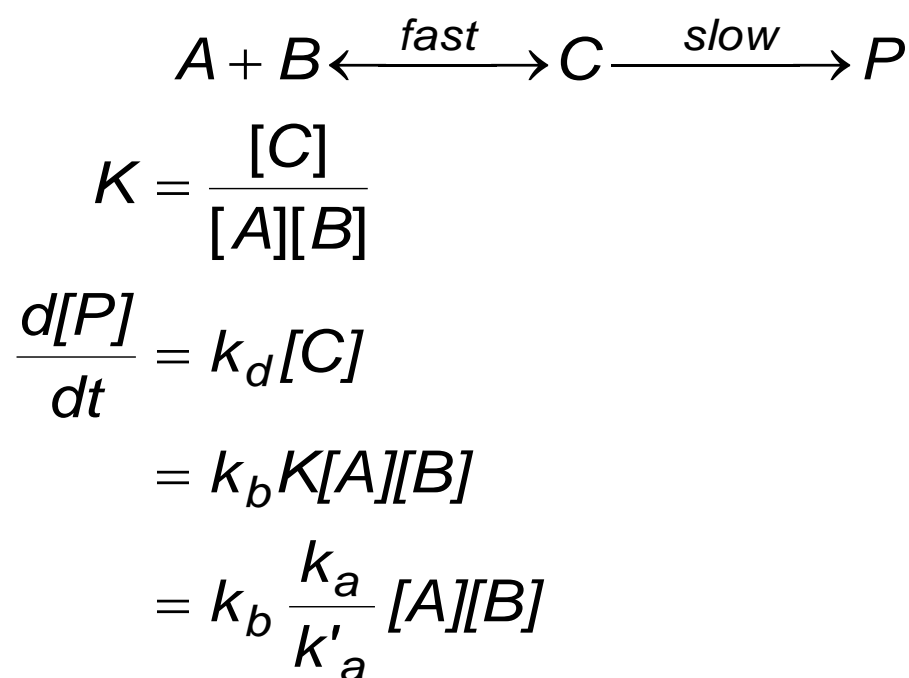 A + B ⟷ fast C ⟶ slow P
K = [C] / [A][B]
d[P]/dt = k_d[C]
= k_b K[A][B]
= k_b k_a / k'_a [A][B]